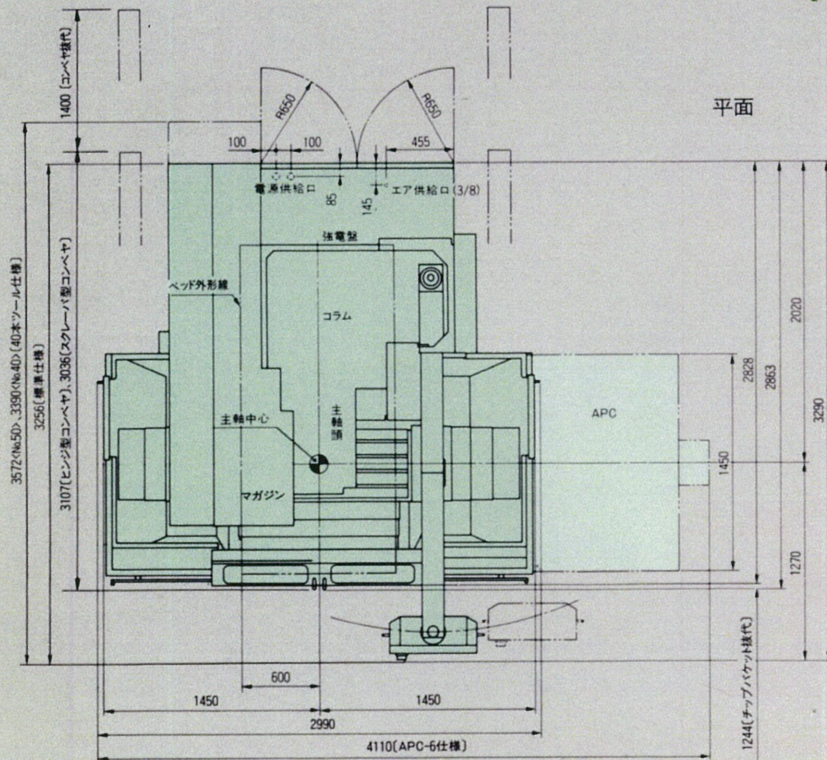 平面
1400〔コンベヤ抜代〕
R650
R650
100
100
455
電源供給口
85
145
エア供給口(3/8)
強電盤
ベッド外形線
コラム
主軸中心
主軸頭
マガジン
APC
3572<No.50>、3390<No.40>〔40本ツール仕様〕
3256〔標準仕様〕
3107〔ヒンジ型コンベヤ〕、3036〔スクレーパ型コンベヤ〕
1450
2828
2863
2020
3290
1270
1244〔チップバケット抜代〕
600
1450
1450
2990
4110〔APC-6仕様〕